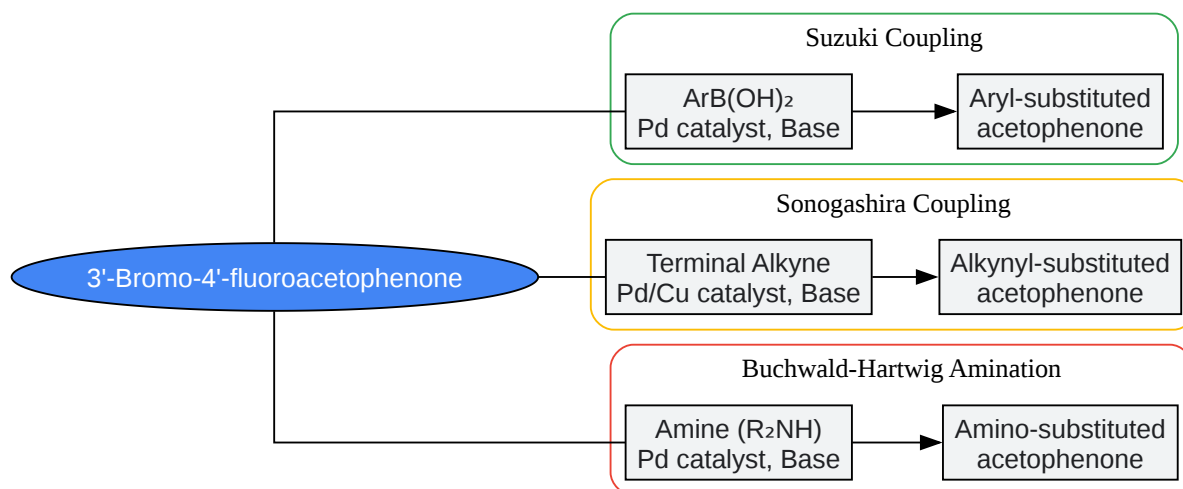 Suzuki Coupling
ArB(OH)₂
Pd catalyst, Base
Aryl-substituted
acetophenone
Sonogashira Coupling
3'-Bromo-4'-fluoroacetophenone
Terminal Alkyne
Pd/Cu catalyst, Base
Alkynyl-substituted
acetophenone
Buchwald-Hartwig Amination
Amine (R₂NH)
Pd catalyst, Base
Amino-substituted
acetophenone